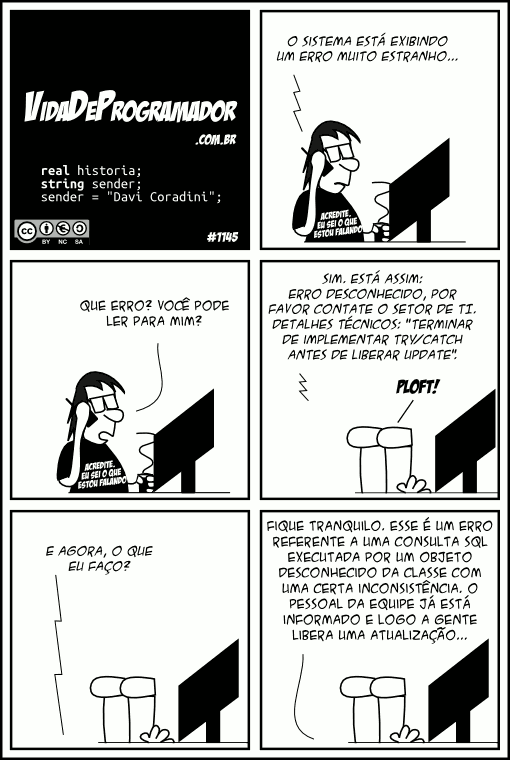 VIDADEPROGRAMADOR
.COM.BR
real historia;
string sender;
sender = "Davi Coradini";
cc BY NC SA
#1145
O SISTEMA ESTÁ EXIBINDO
UM ERRO MUITO ESTRANHO...
ACREDITE,
EU SEI O QUE
ESTOU FALANDO
QUE ERRO? VOCÊ PODE
LER PARA MIM?
ACREDITE,
EU SEI O QUE
ESTOU FALANDO
SIM. ESTÁ ASSIM:
ERRO DESCONHECIDO, POR
FAVOR CONTATE O SETOR DE TI.
DETALHES TÉCNICOS: "TERMINAR
DE IMPLEMENTAR TRY/CATCH
ANTES DE LIBERAR UPDATE".
PLOFT!
E AGORA, O QUE
EU FAÇO?
FIQUE TRANQUILO. ESSE É UM ERRO
REFERENTE A UMA CONSULTA SQL
EXECUTADA POR UM OBJETO
DESCONHECIDO DA CLASSE COM
UMA CERTA INCONSISTÊNCIA. O
PESSOAL DA EQUIPE JÁ ESTÁ
INFORMADO E LOGO A GENTE
LIBERA UMA ATUALIZAÇÃO...